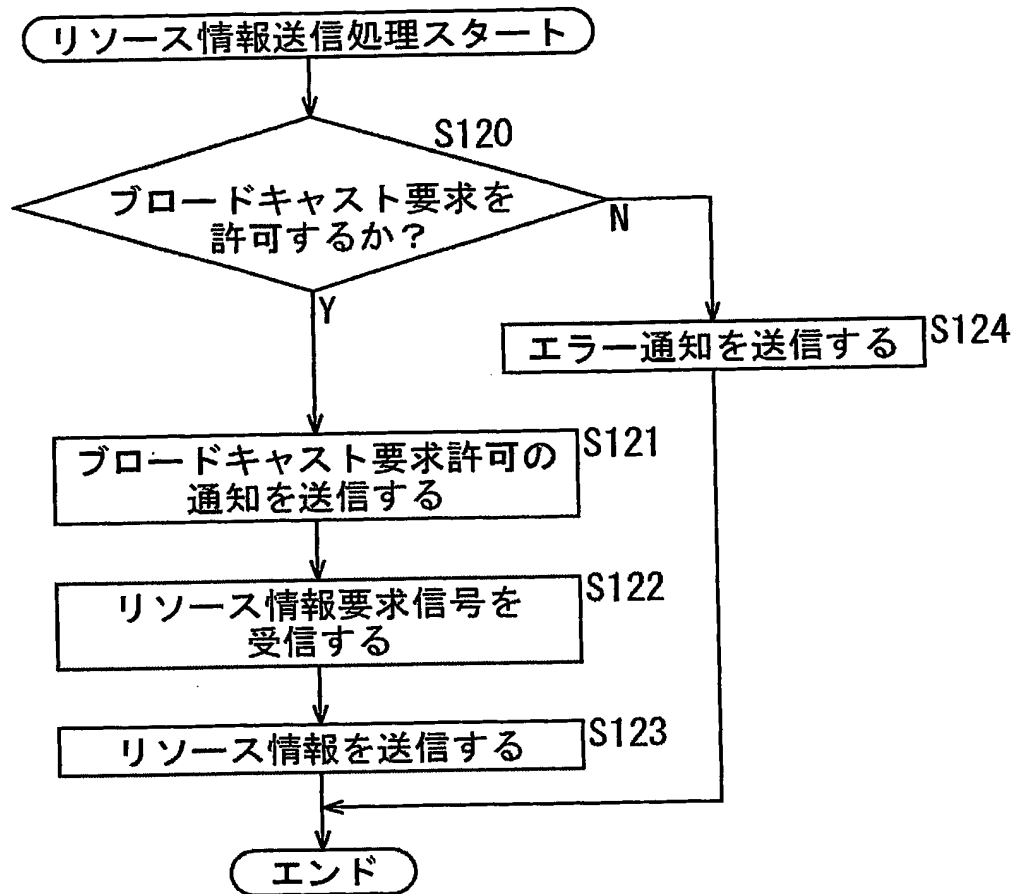 リソース情報送信処理スタート
S120
ブロードキャスト要求を
許可するか?
N
Y
エラー通知を送信する
S124
ブロードキャスト要求許可の
通知を送信する
S121
リソース情報要求信号を
受信する
S122
リソース情報を送信する
S123
エンド